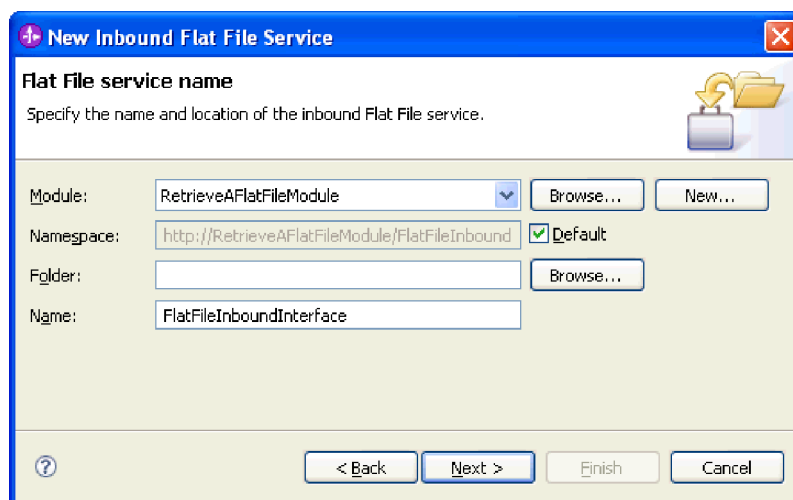 New Inbound Flat File Service
Flat File service name
Specify the name and location of the inbound Flat File service.
Module: RetrieveAFlatFileModule Browse... New...
Namespace: http://RetrieveAFlatFileModule/FlatFileInbound Default
Folder: Browse...
Name: FlatFileInboundInterface
< Back Next > Finish Cancel